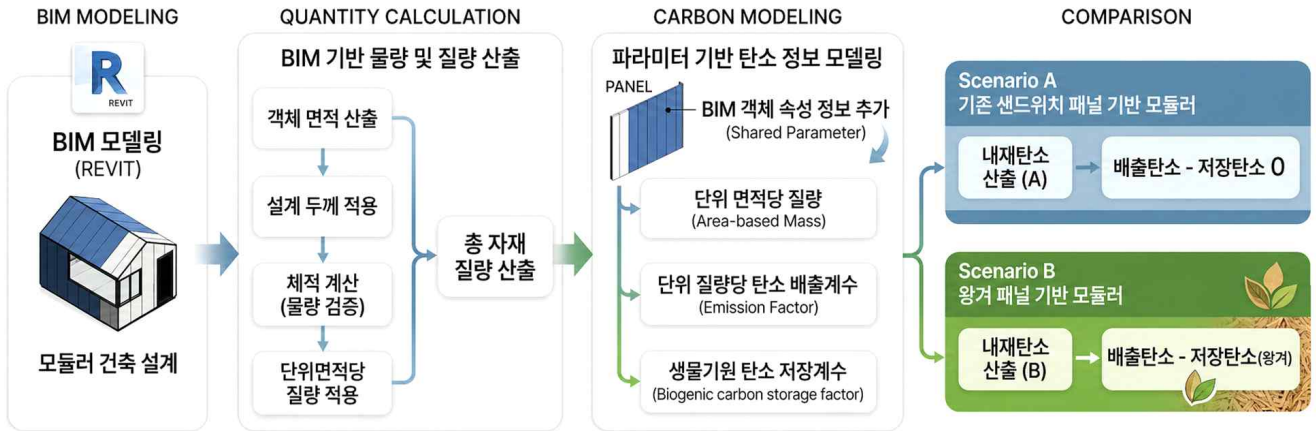 BIM MODELING
R
REVIT
BIM 모델링
(REVIT)
모듈러 건축 설계
QUANTITY CALCULATION
BIM 기반 물량 및 질량 산출
객체 면적 산출
설계 두께 적용
체적 계산
(물량 검증)
단위면적당
질량 적용
총 자재
질량 산출
CARBON MODELING
파라미터 기반 탄소 정보 모델링
PANEL
BIM 객체 속성 정보 추가
(Shared Parameter)
단위 면적당 질량
(Area-based Mass)
단위 질량당 탄소 배출계수
(Emission Factor)
생물기원 탄소 저장계수
(Biogenic carbon storage factor)
COMPARISON
Scenario A
기존 샌드위치 패널 기반 모듈러
내재탄소
산출 (A)
배출탄소 - 저장탄소 0
Scenario B
왕겨 패널 기반 모듈러
내재탄소
산출 (B)
배출탄소 - 저장탄소(왕겨)